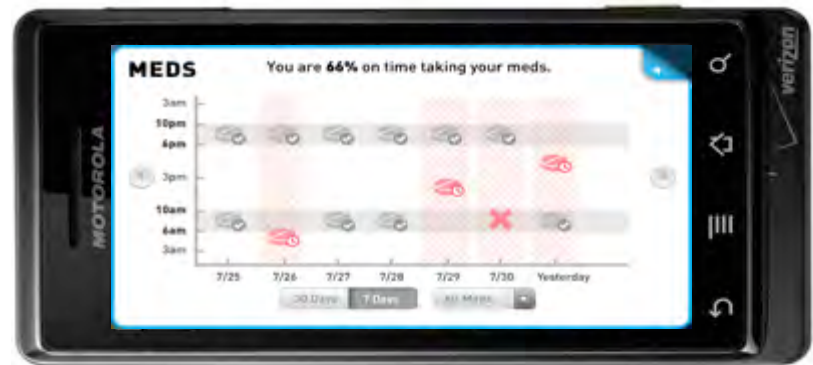 MOTOROLA
verizon
MEDS
You are 66% on time taking your meds.
3am
10pm
6pm
3pm
10am
6am
3am
7/25 7/26 7/27 7/28 7/29 7/30 Yesterday
30 Days 7 Days All Meds